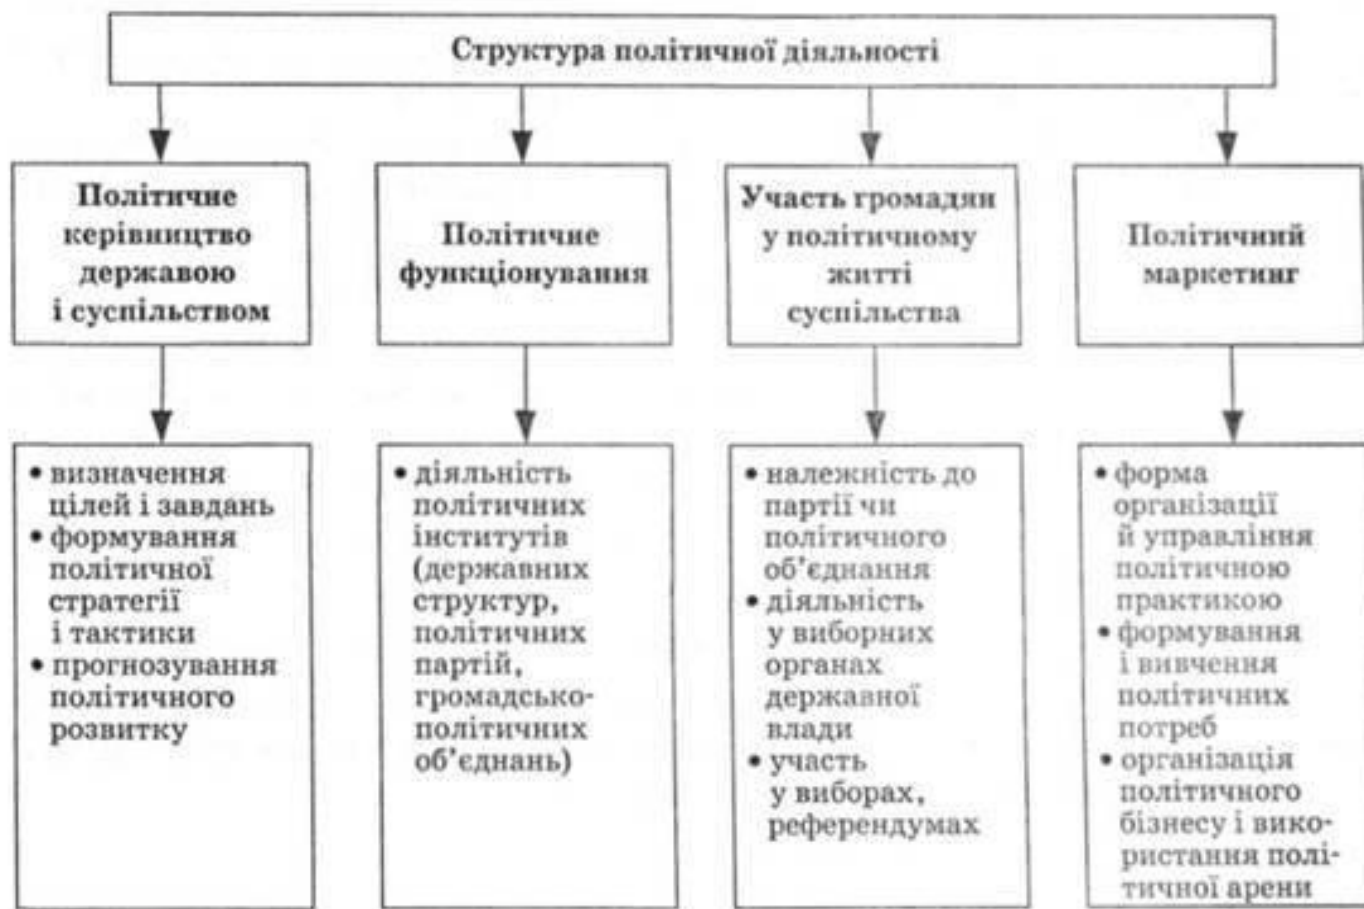 Структура політичної діяльності
Політичне
керівництво
державою
і суспільством
Політичне
функціонування
Участь громадян
у політичному
житті
суспільства
Політичний
маркетинг
• визначення
цілей і завдань
• формування
політичної
стратегії
і тактики
• прогнозування
політичного
розвитку
• діяльність
політичних
інститутів
(державних
структур,
політичних
партій,
громадсько-
політичних
об’єднань)
• належність до
партії чи
політичного
об’єднання
• діяльність
у виборних
органах
державної
влади
• участь
у виборах,
референдумах
• форма
організації
й управління
політичною
практикою
• формування
і вивчення
політичних
потреб
• організація
політичного
бізнесу і вико-
ристання полі-
тичної арени